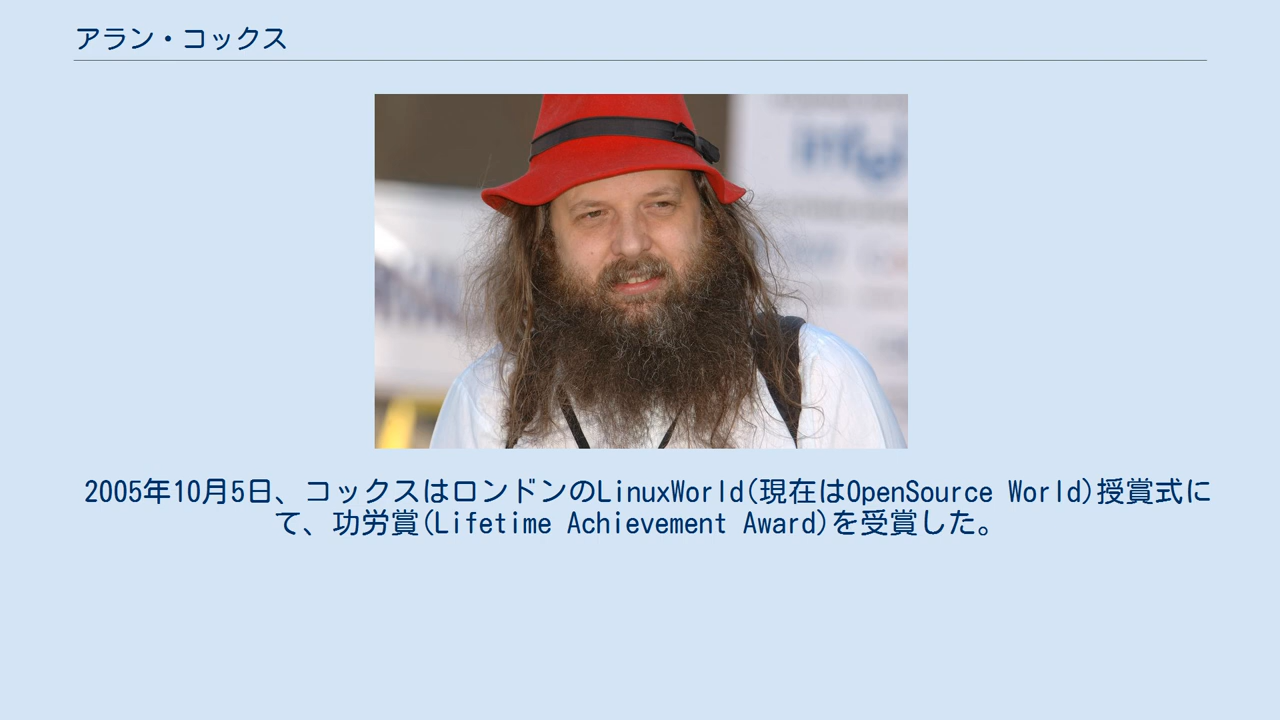 アラン・コックス
intel
2005年10月5日、コックスはロンドンのLinuxWorld(現在はOpenSource World)授賞式に
て、功労賞(Lifetime Achievement Award)を受賞した。